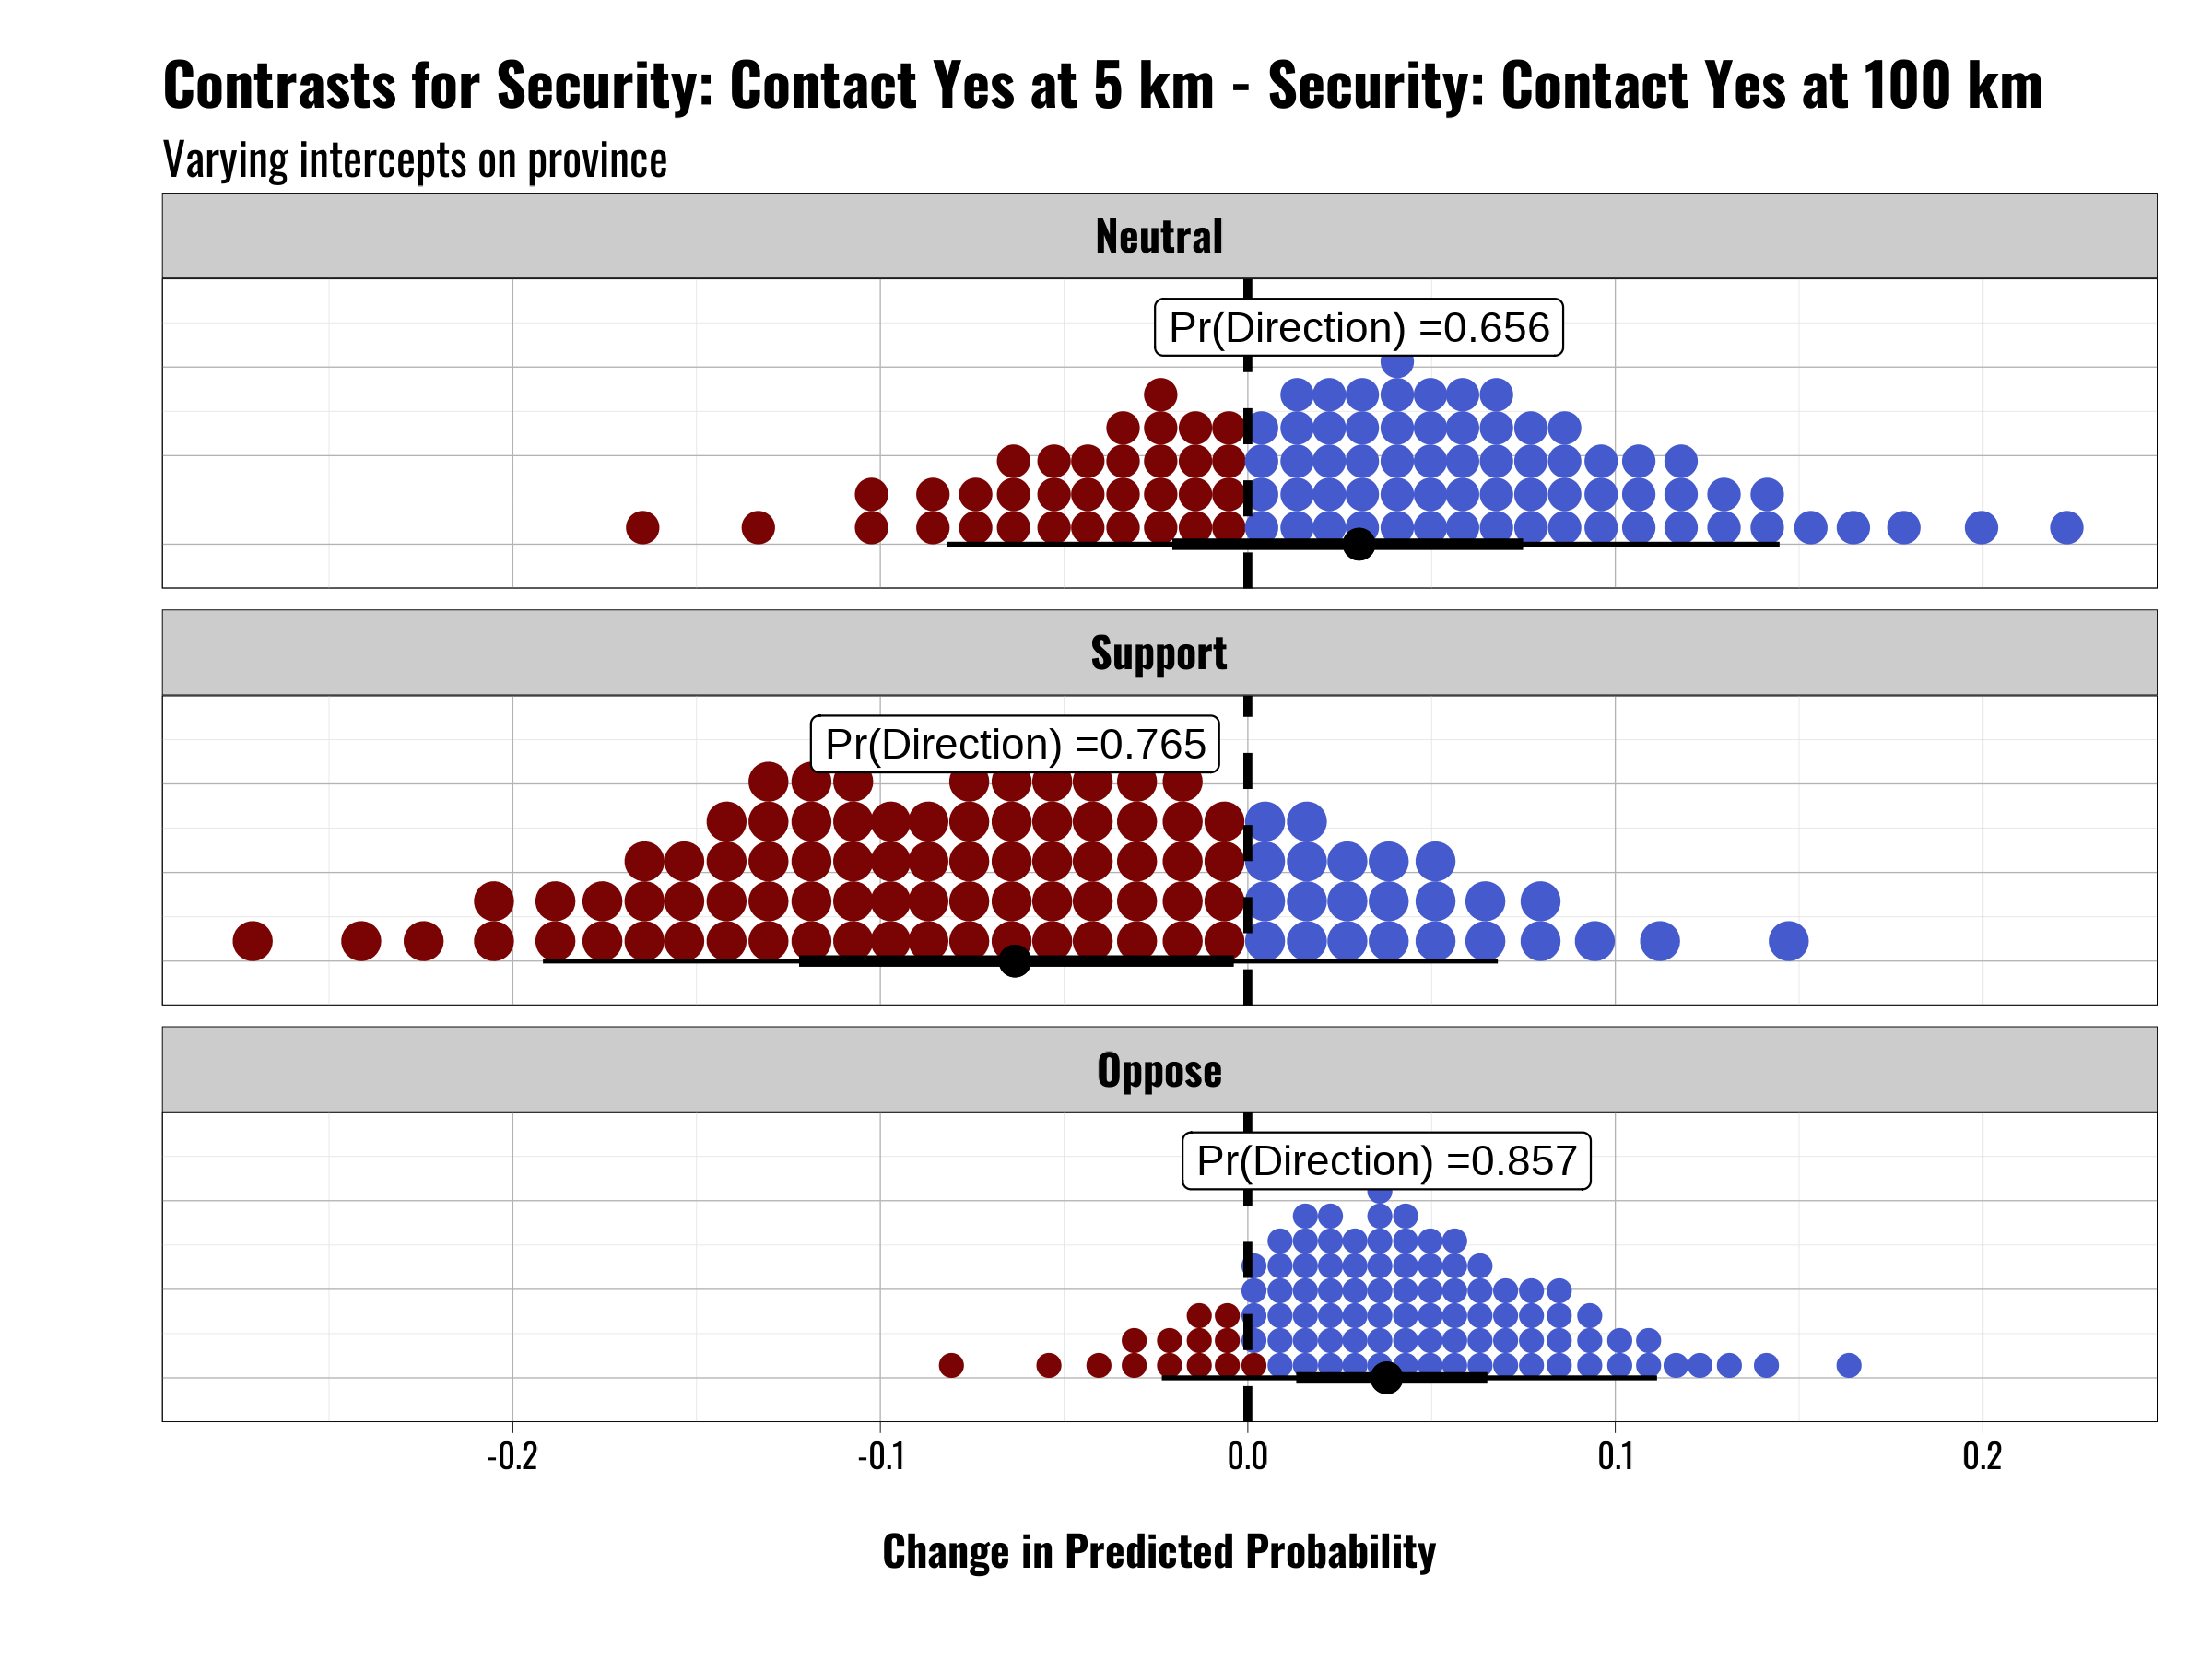 Contrasts for Security: Contact Yes at 5 km - Security: Contact Yes at 100 km
Varying intercepts on province
Neutral
Pr(Direction) =0.656
Support
Pr(Direction) =0.765
Oppose
Pr(Direction) =0.857
-0.2 -0.1 0.0 0.1 0.2
Change in Predicted Probability